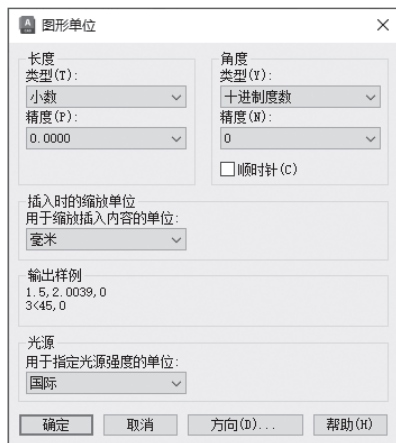 图形单位
长度
类型(T):
小数
精度(P):
0.0000
角度
类型(Y):
十进制度数
精度(N):
0
顺时针(C)
插入时的缩放单位
用于缩放插入内容的单位:
毫米
输出样例
1.5,2.0039,0
3<45,0
光源
用于指定光源强度的单位:
国际
确定 取消 方向(D)... 帮助(H)